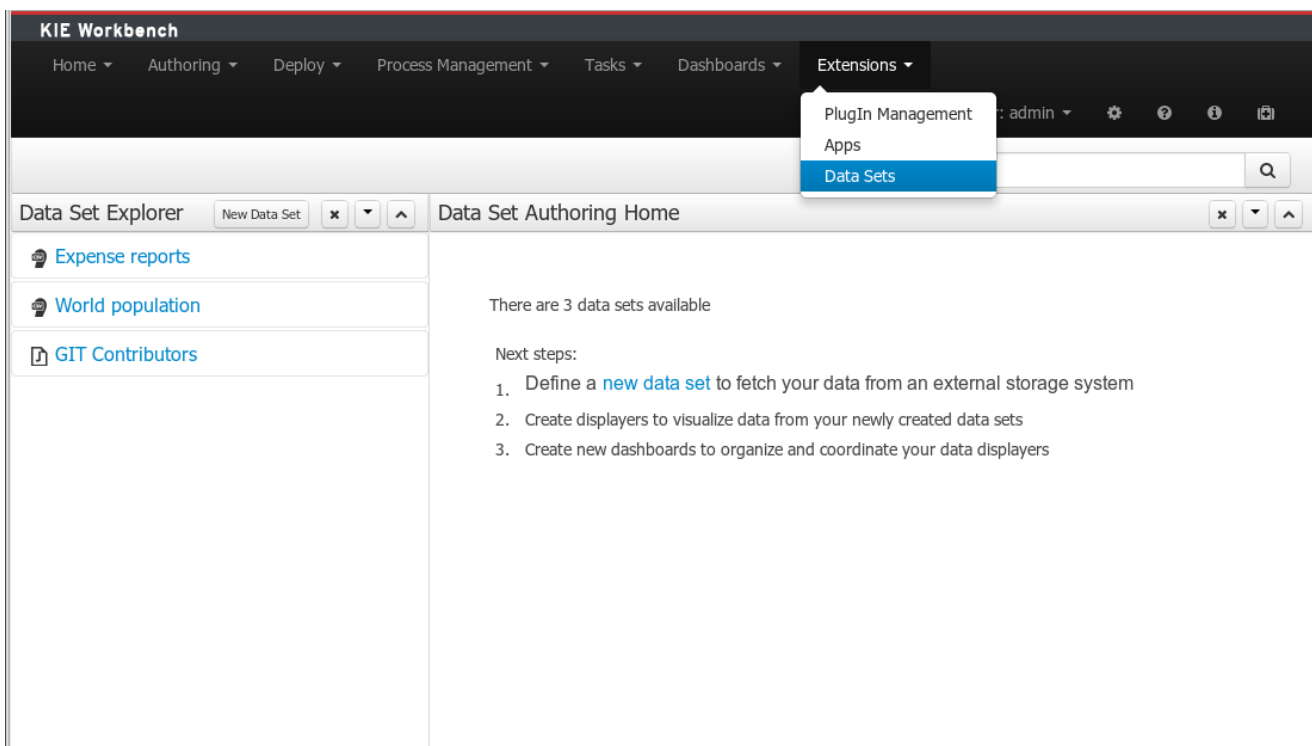 KIE Workbench
Home Authoring Deploy Process Management Tasks Dashboards Extensions
PlugIn Management
: admin
Apps
Data Sets
Data Set Explorer New Data Set Data Set Authoring Home
Expense reports
World population
GIT Contributors
There are 3 data sets available
Next steps:
1. Define a new data set to fetch your data from an external storage system
2. Create displayers to visualize data from your newly created data sets
3. Create new dashboards to organize and coordinate your data displayers